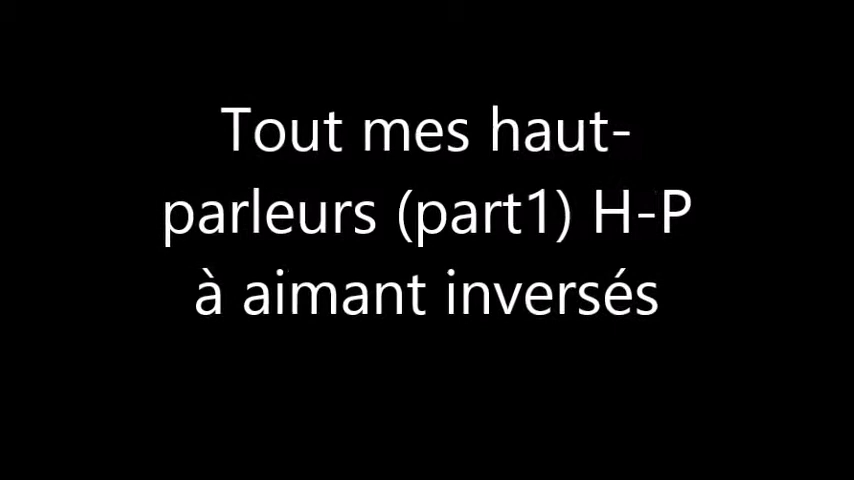 Tout mes haut-
parleurs (part1) H-P
à aimant inversés